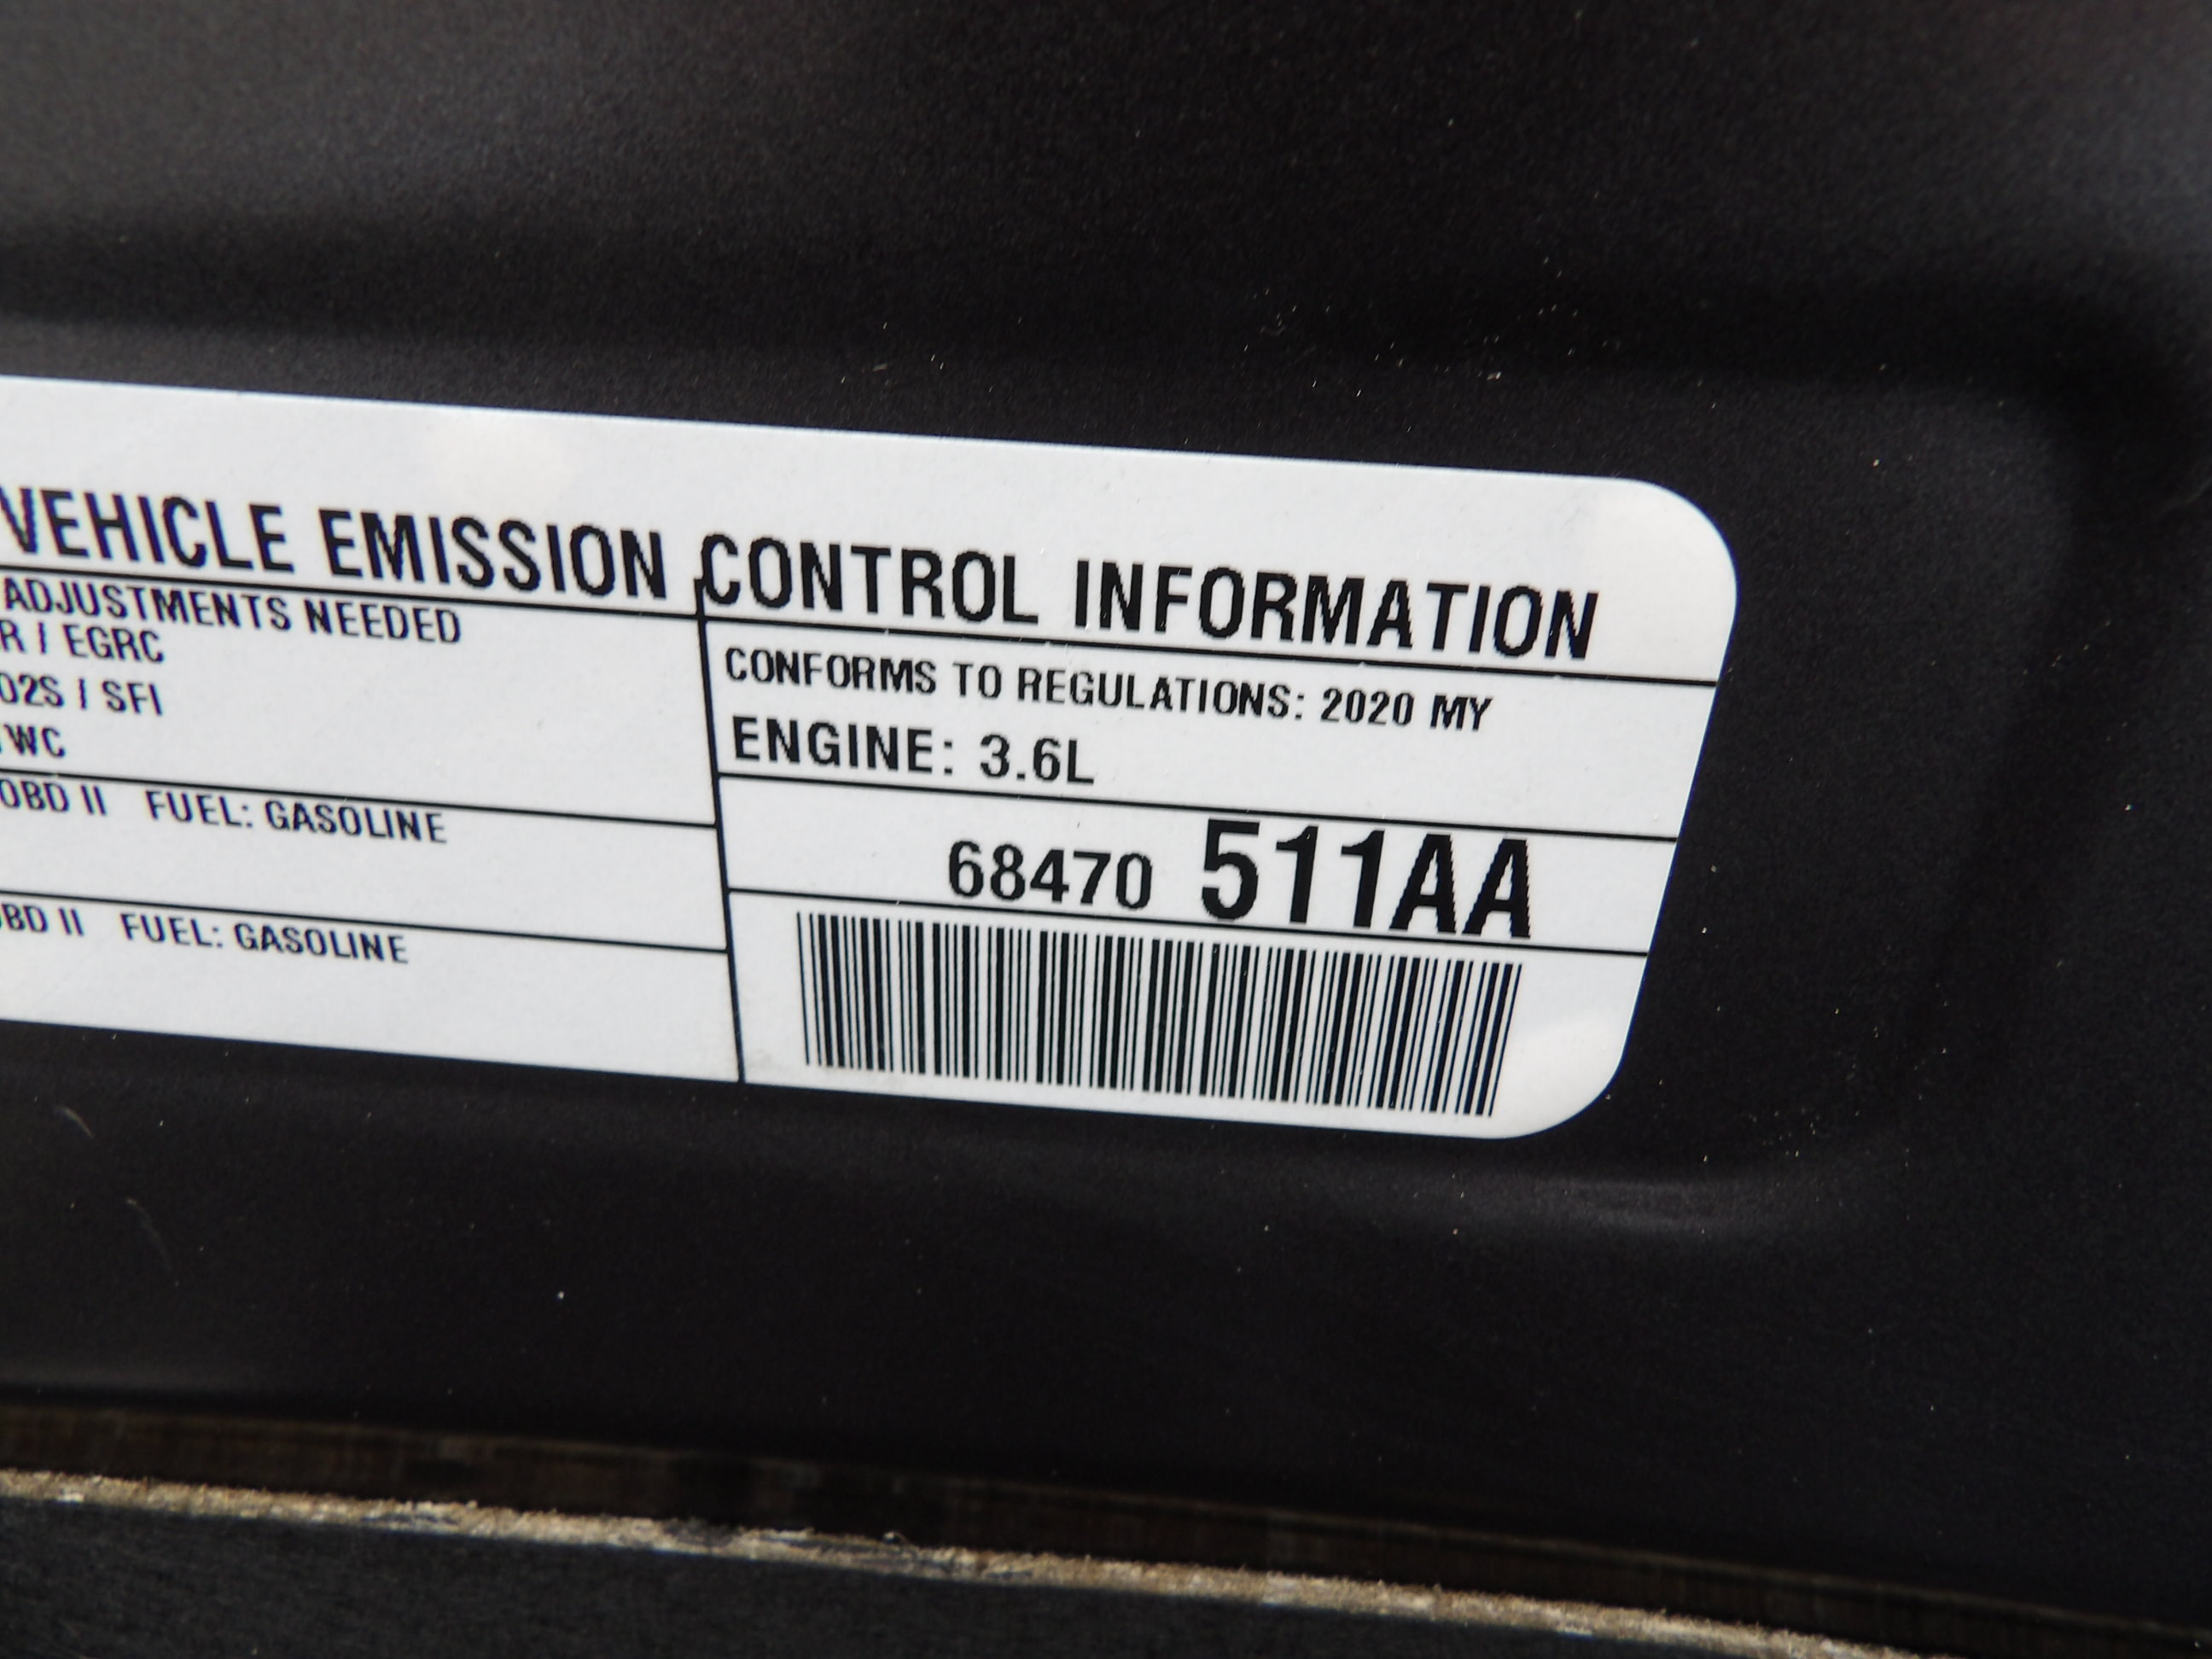 VEHICLE EMISSION CONTROL INFORMATION
ADJUSTMENTS NEEDED
R / EGRC
O2S / SFI
WC
OBD II FUEL: GASOLINE
BD II FUEL: GASOLINE
CONFORMS TO REGULATIONS: 2020 MY
ENGINE: 3.6L
68470 511AA